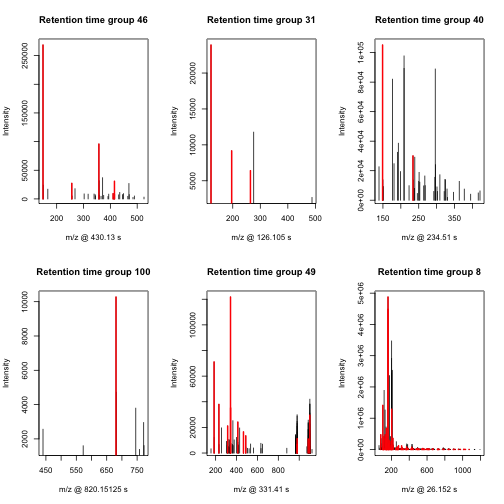 Retention time group 46
Intensity
0
50000
150000
250000
200
300
400
500
m/z @ 430.13 s
Retention time group 31
Intensity
5000
10000
15000
20000
200
300
400
500
m/z @ 126.105 s
Retention time group 40
Intensity
0e+00
2e+04
4e+04
6e+04
8e+04
1e+05
150
250
350
m/z @ 234.51 s
Retention time group 100
Intensity
2000
4000
6000
8000
10000
450
550
650
750
m/z @ 820.15125 s
Retention time group 49
Intensity
0
40000
80000
120000
200
400
600
800
m/z @ 331.41 s
Retention time group 8
Intensity
0e+00
1e+06
2e+06
3e+06
4e+06
5e+06
200
600
1000
m/z @ 26.152 s